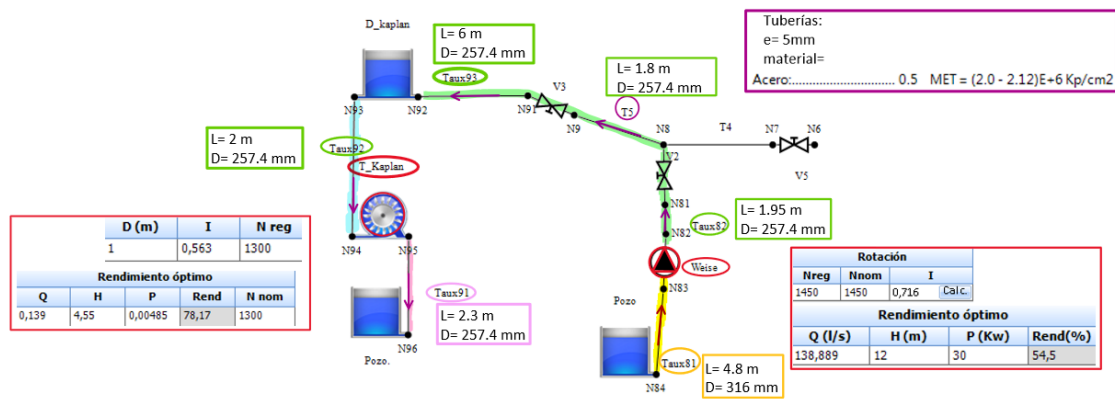 D_kaplan
L= 6 m
D= 257.4 mm
Taux93
Tuberías:
e= 5mm
material=
Acero:................................ 0.5 MET = (2.0 - 2.12)E+6 Kp/cm2
L= 1.8 m
D= 257.4 mm
V3
N93
N92
N91
N9
T5
N8
T4
N7
N6
V2
V5
L= 2 m
D= 257.4 mm
Taux92
T_Kaplan
N81
L= 1.95 m
D= 257.4 mm
Taux82
N82
N94
N95
D (m) I N reg
1 0,563 1300
Rendimiento óptimo
Q H P Rend N nom
0,139 4,55 0,00485 78,17 1300
Weise
Rotación
Nreg Nnom I
1450 1450 0,716 Calc.
Rendimiento óptimo
Q (l/s) H (m) P (Kw) Rend(%)
138,889 12 30 54,5
N83
Pozo
Taux91
L= 2.3 m
D= 257.4 mm
N96
Pozo.
Taux81
N84
L= 4.8 m
D= 316 mm